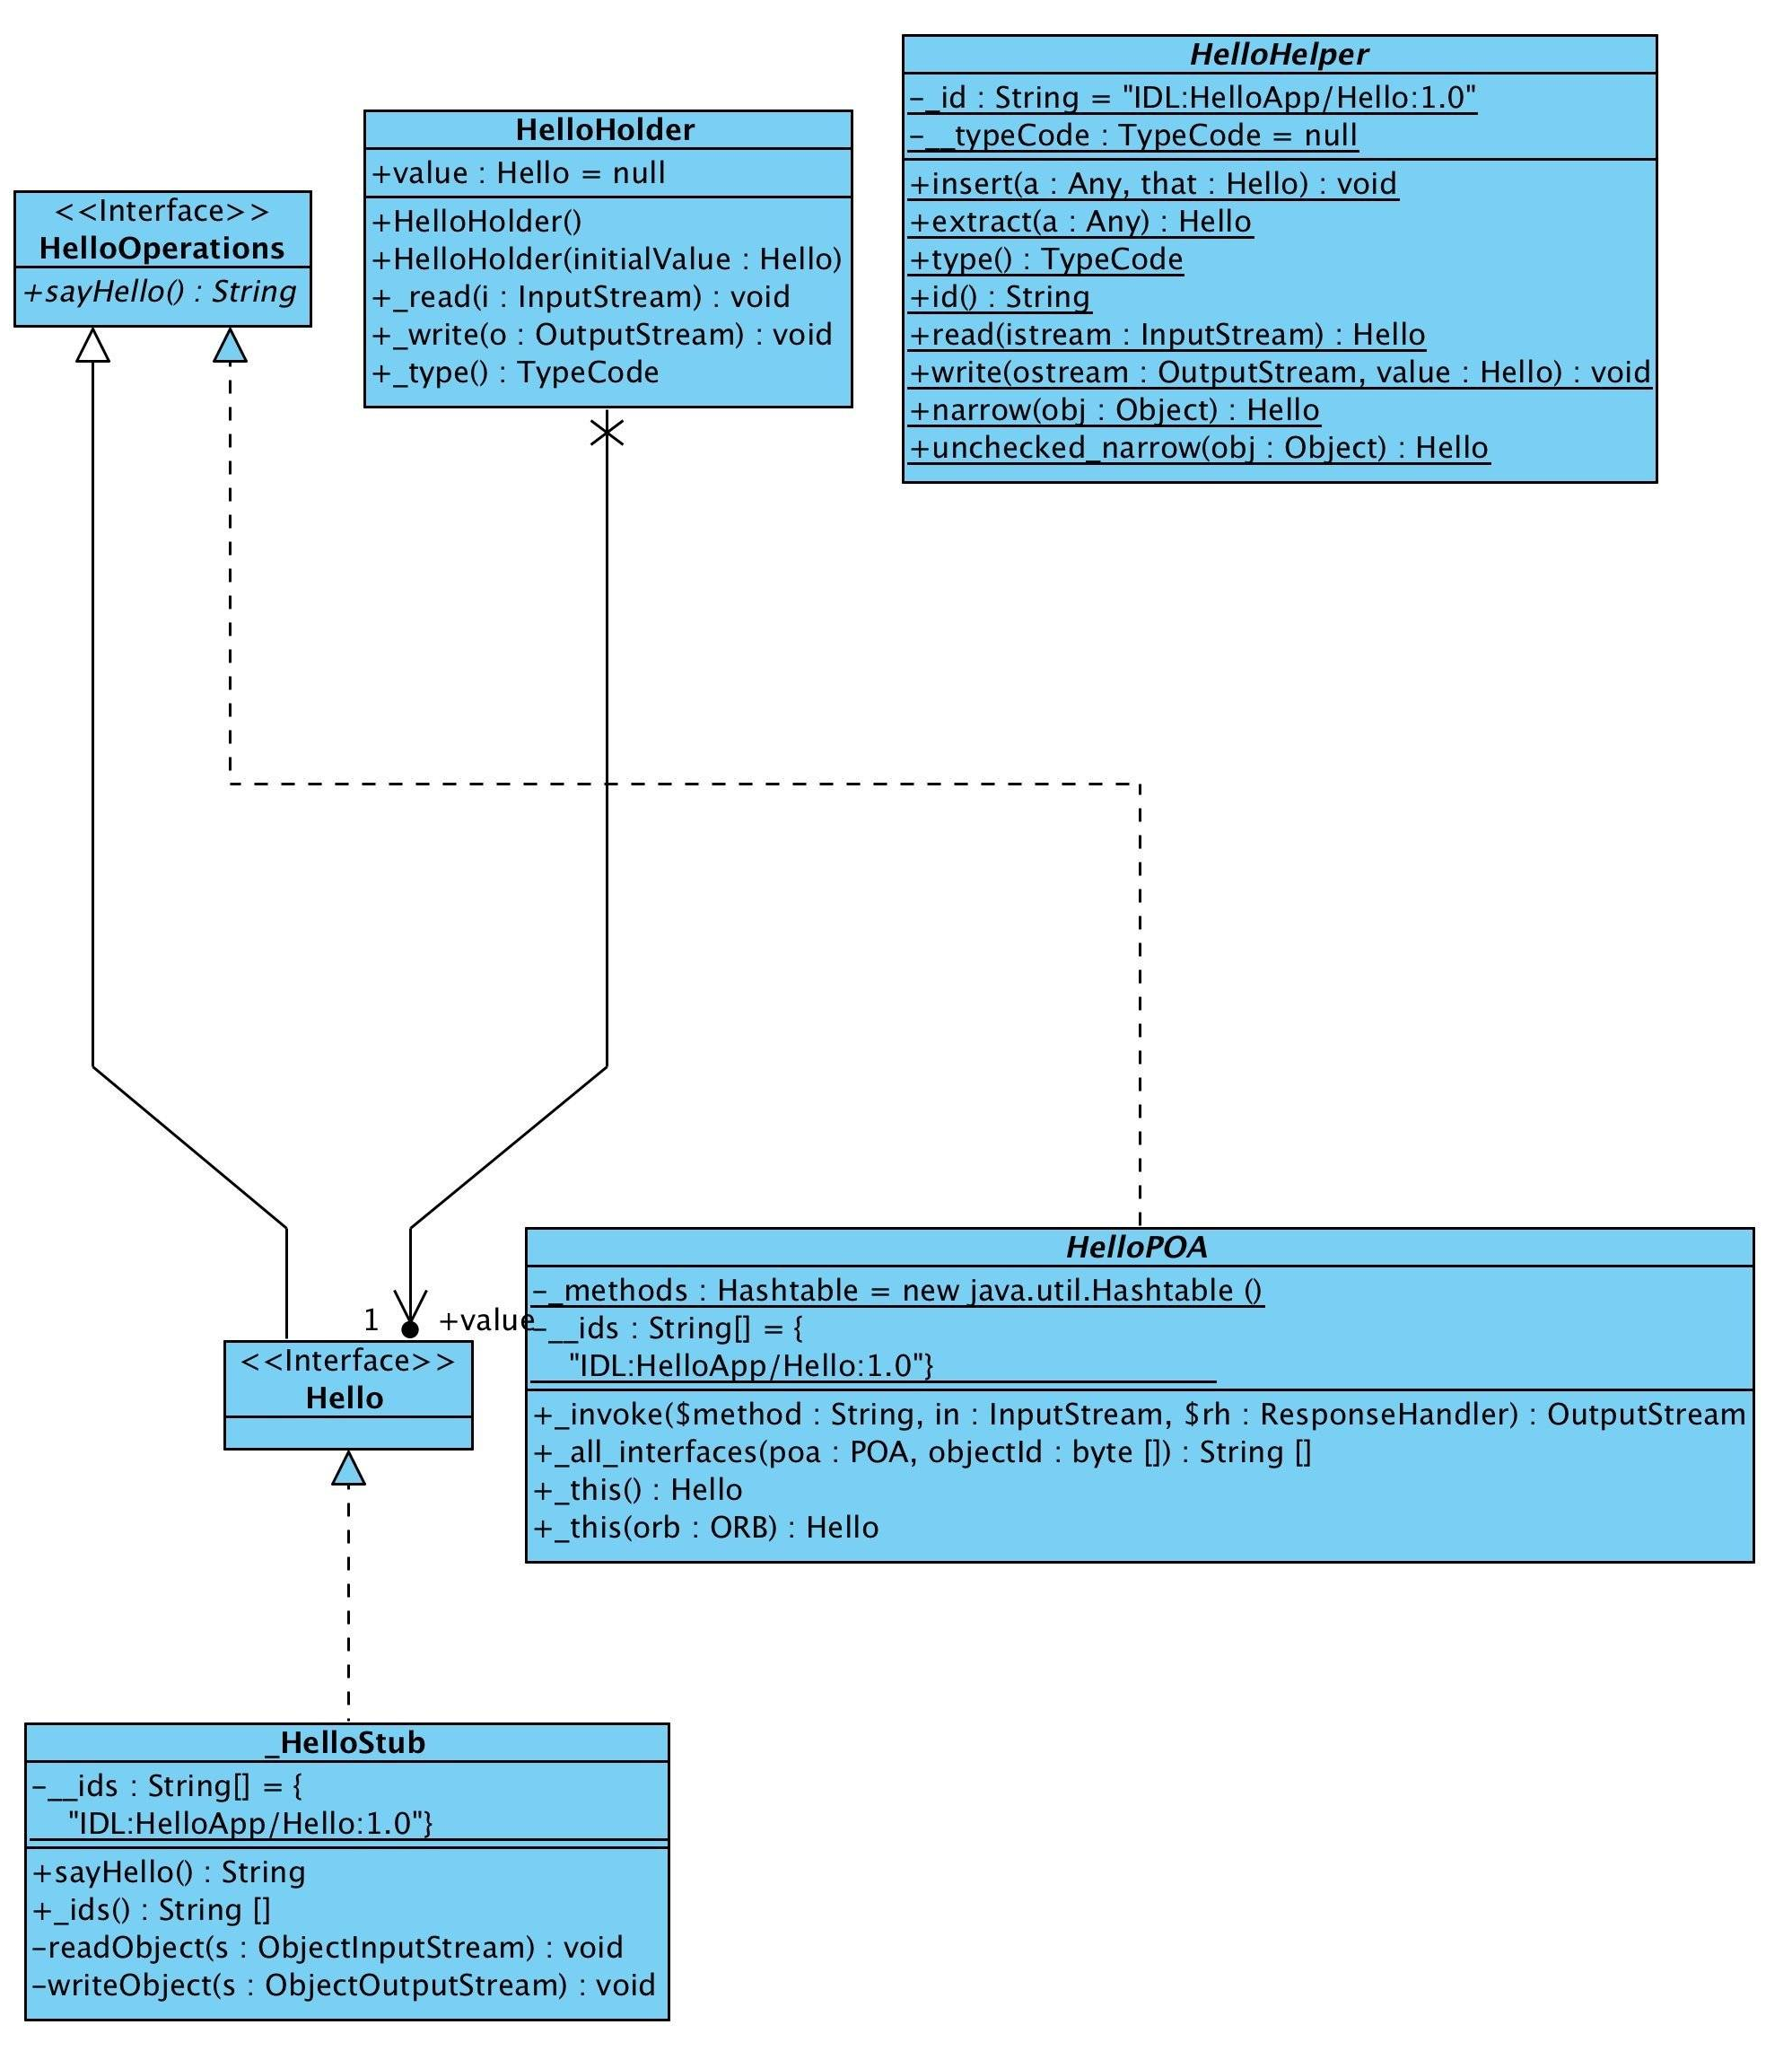 HelloHelper
-_id : String = "IDL:HelloApp/Hello:1.0"
-__typeCode : TypeCode = null
+insert(a : Any, that : Hello) : void
+extract(a : Any) : Hello
+type() : TypeCode
+id() : String
+read(istream : InputStream) : Hello
+write(ostream : OutputStream, value : Hello) : void
+narrow(obj : Object) : Hello
+unchecked_narrow(obj : Object) : Hello
HelloHolder
+value : Hello = null
+HelloHolder()
+HelloHolder(initialValue : Hello)
+_read(i : InputStream) : void
+_write(o : OutputStream) : void
+_type() : TypeCode
<<Interface>>
HelloOperations
+sayHello() : String
1
+value
<<Interface>>
Hello
HelloPOA
-_methods : Hashtable = new java.util.Hashtable ()
-__ids : String[] = {
"IDL:HelloApp/Hello:1.0"}
+_invoke($method : String, in : InputStream, $rh : ResponseHandler) : OutputStream
+_all_interfaces(poa : POA, objectId : byte []) : String []
+_this() : Hello
+_this(orb : ORB) : Hello
_HelloStub
-__ids : String[] = {
"IDL:HelloApp/Hello:1.0"}
+sayHello() : String
+_ids() : String []
-readObject(s : ObjectInputStream) : void
-writeObject(s : ObjectOutputStream) : void